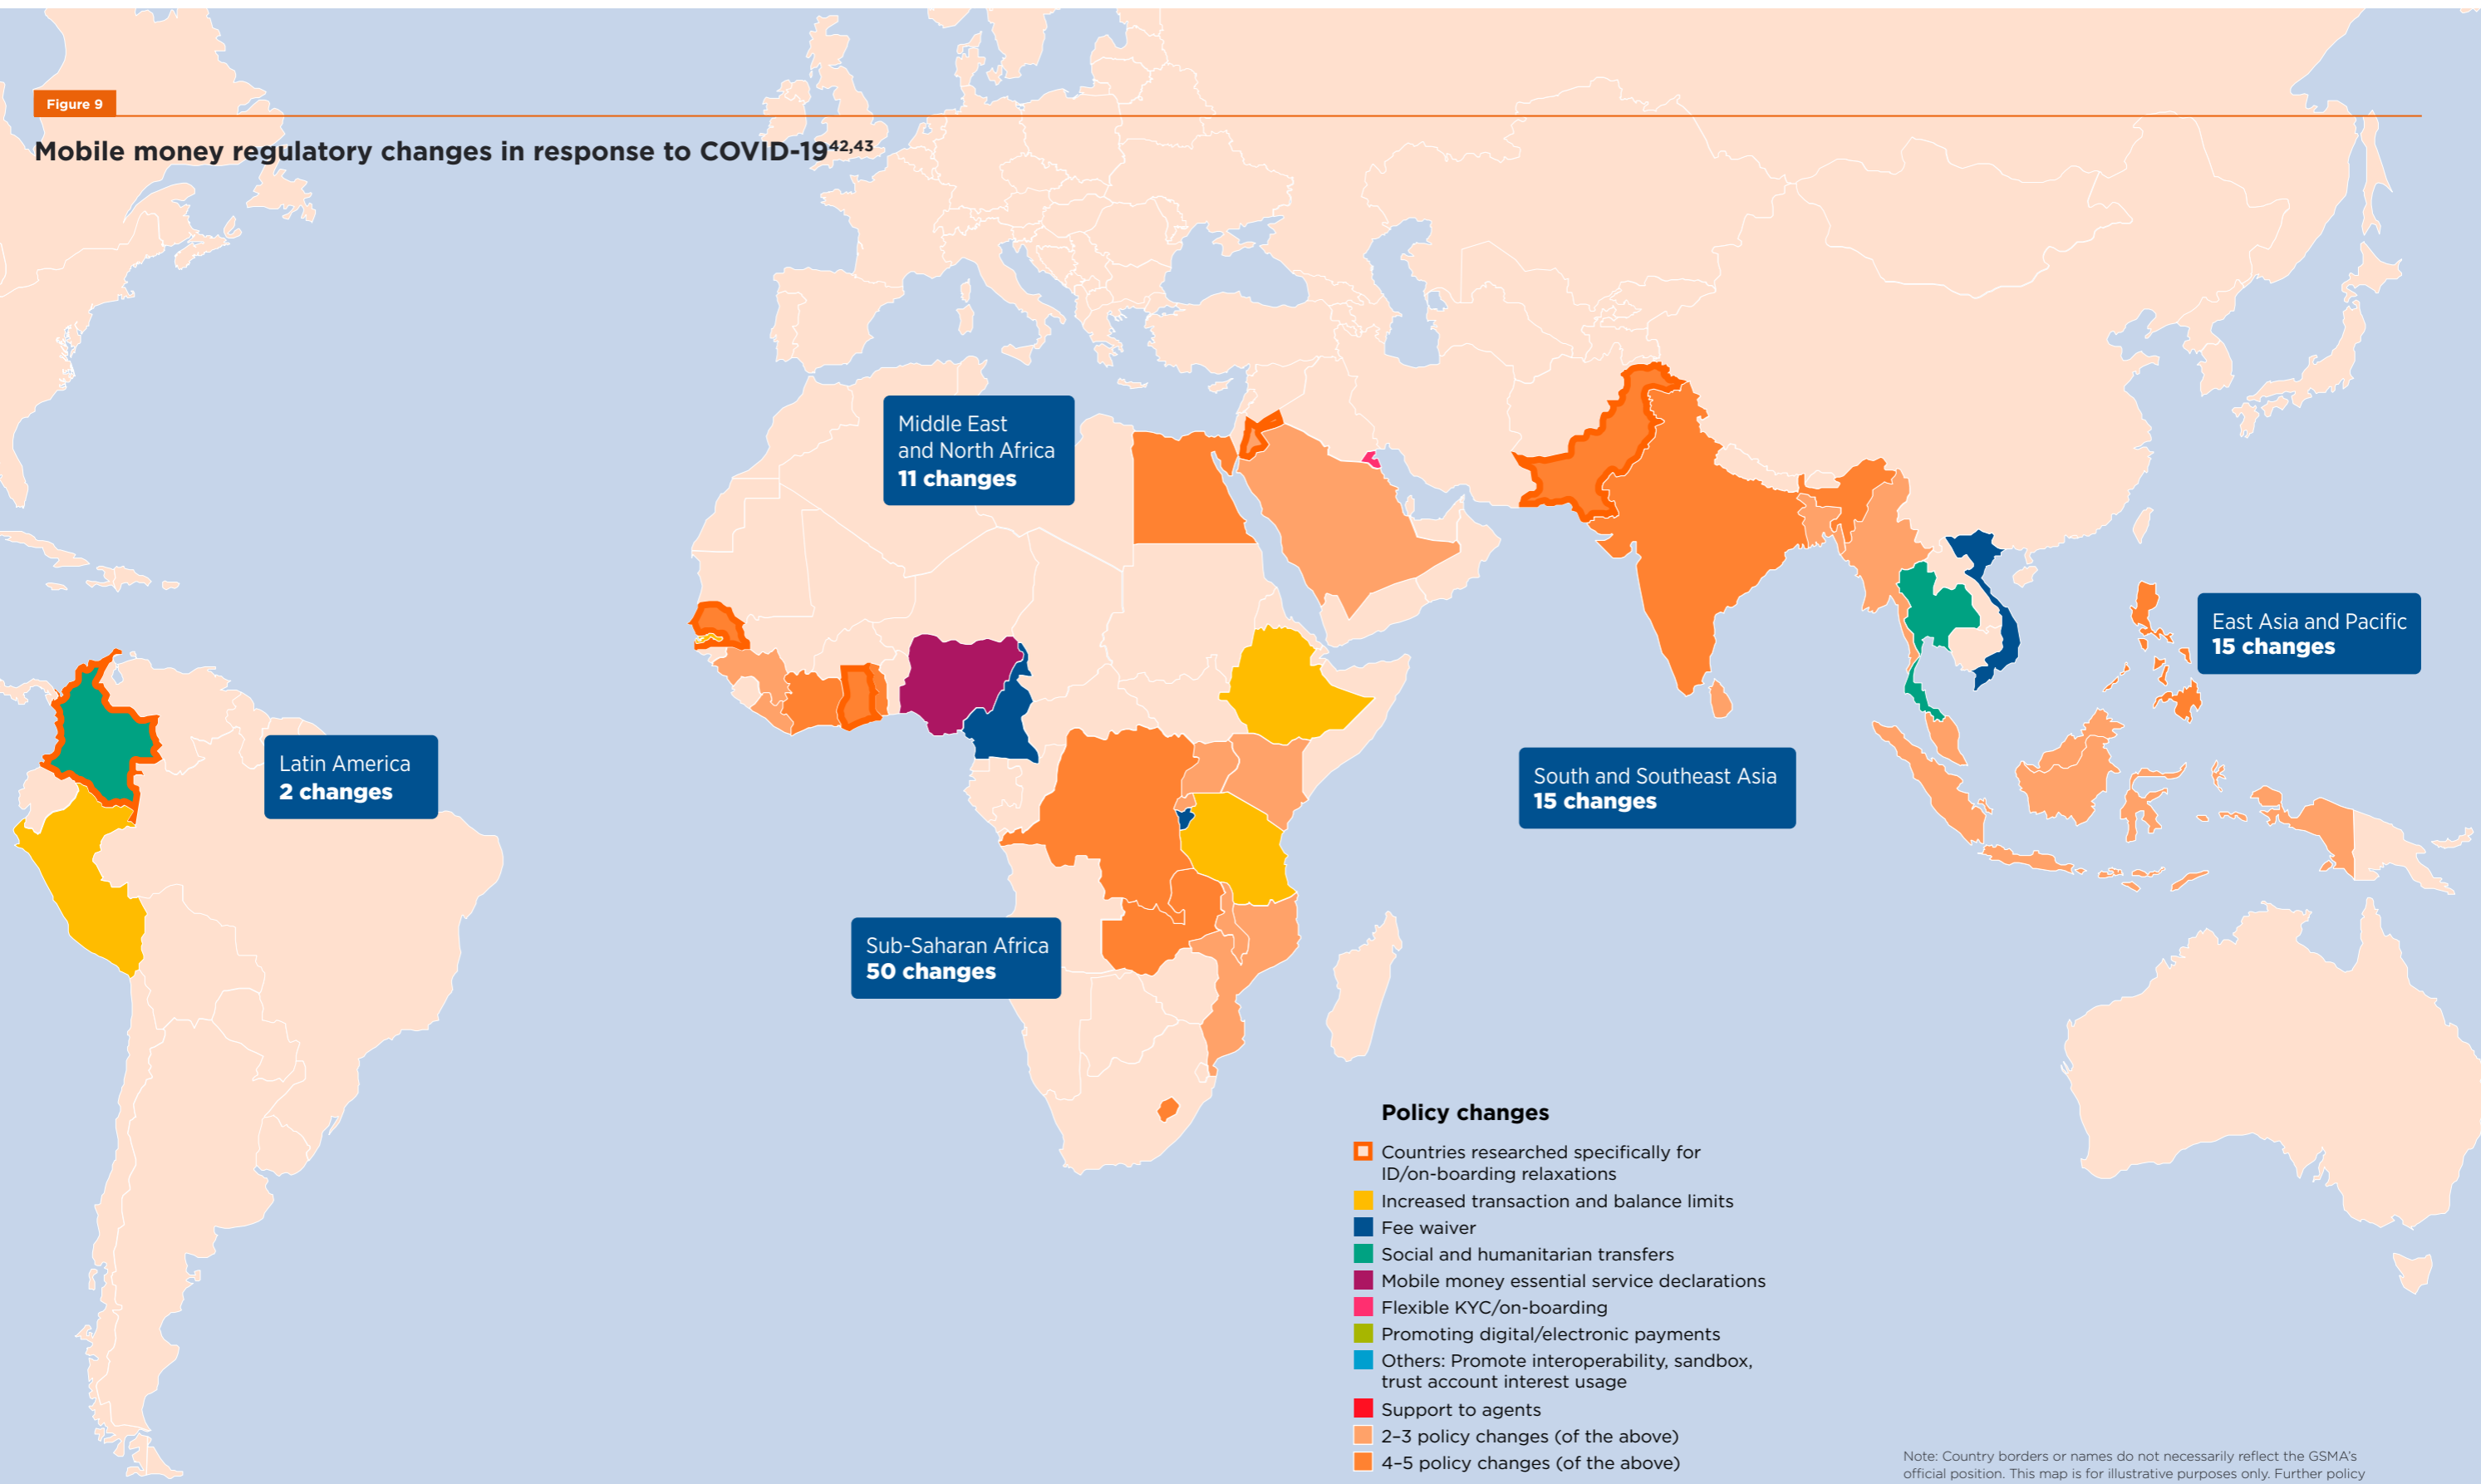 Figure 9
Mobile money regulatory changes in response to COVID-19⁴²,⁴³
Middle East
and North Africa
11 changes
East Asia and Pacific
15 changes
Latin America
2 changes
South and Southeast Asia
15 changes
Sub-Saharan Africa
50 changes
Policy changes
Countries researched specifically for
ID/on-boarding relaxations
Increased transaction and balance limits
Fee waiver
Social and humanitarian transfers
Mobile money essential service declarations
Flexible KYC/on-boarding
Promoting digital/electronic payments
Others: Promote interoperability, sandbox,
trust account interest usage
Support to agents
2–3 policy changes (of the above)
4–5 policy changes (of the above)
Note: Country borders or names do not necessarily reflect the GSMA's
official position. This map is for illustrative purposes only. Further policy